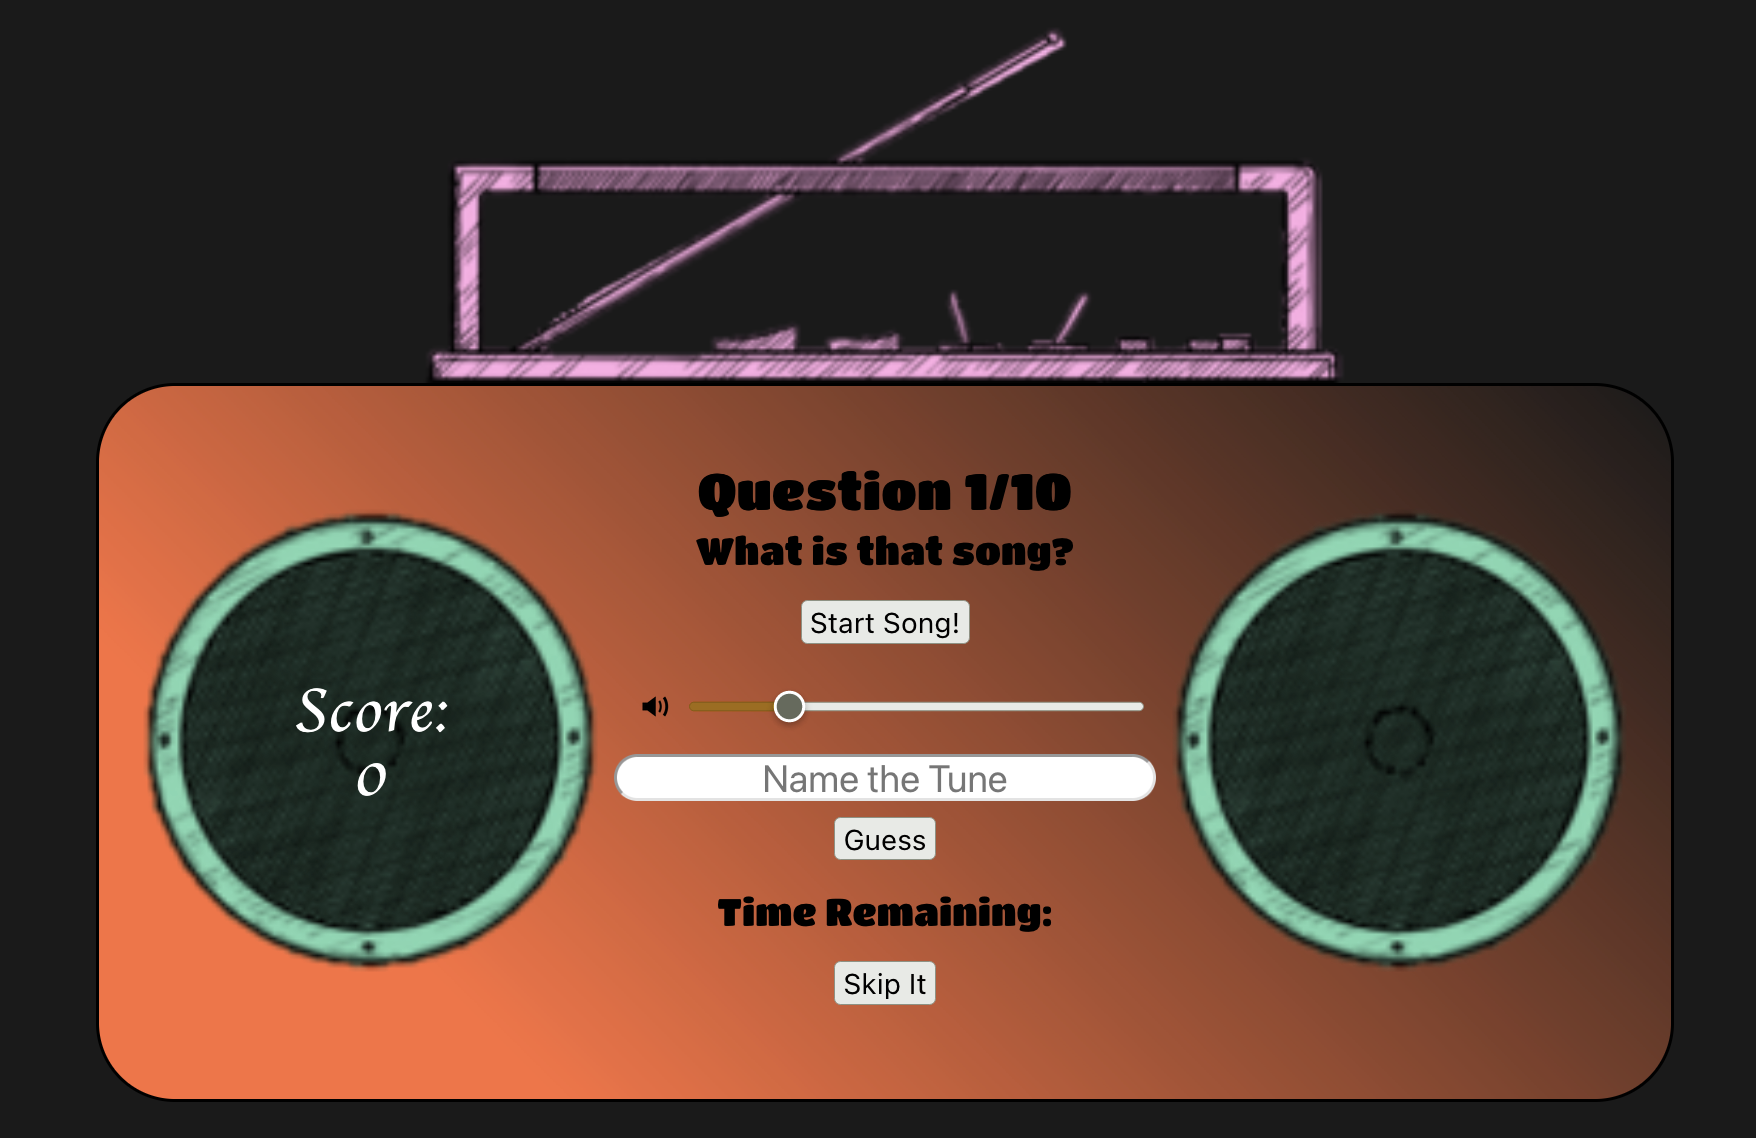 Question 1/10
What is that song?
Start Song!
Score:
0
Name the Tune
Guess
Time Remaining:
Skip It